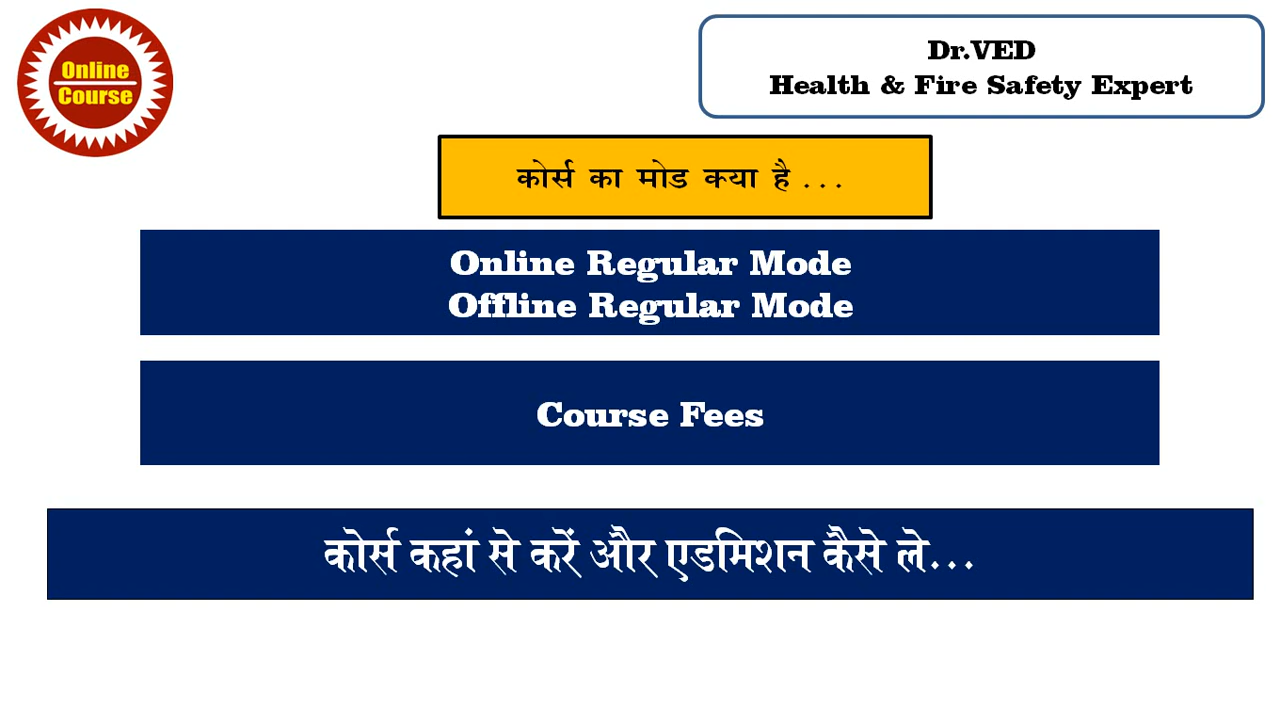 Online
Course
Dr.VED
Health & Fire Safety Expert
कोर्स का मोड क्या है ...
Online Regular Mode
Offline Regular Mode
Course Fees
कोर्स कहां से करें और एडमिशन कैसे ले...